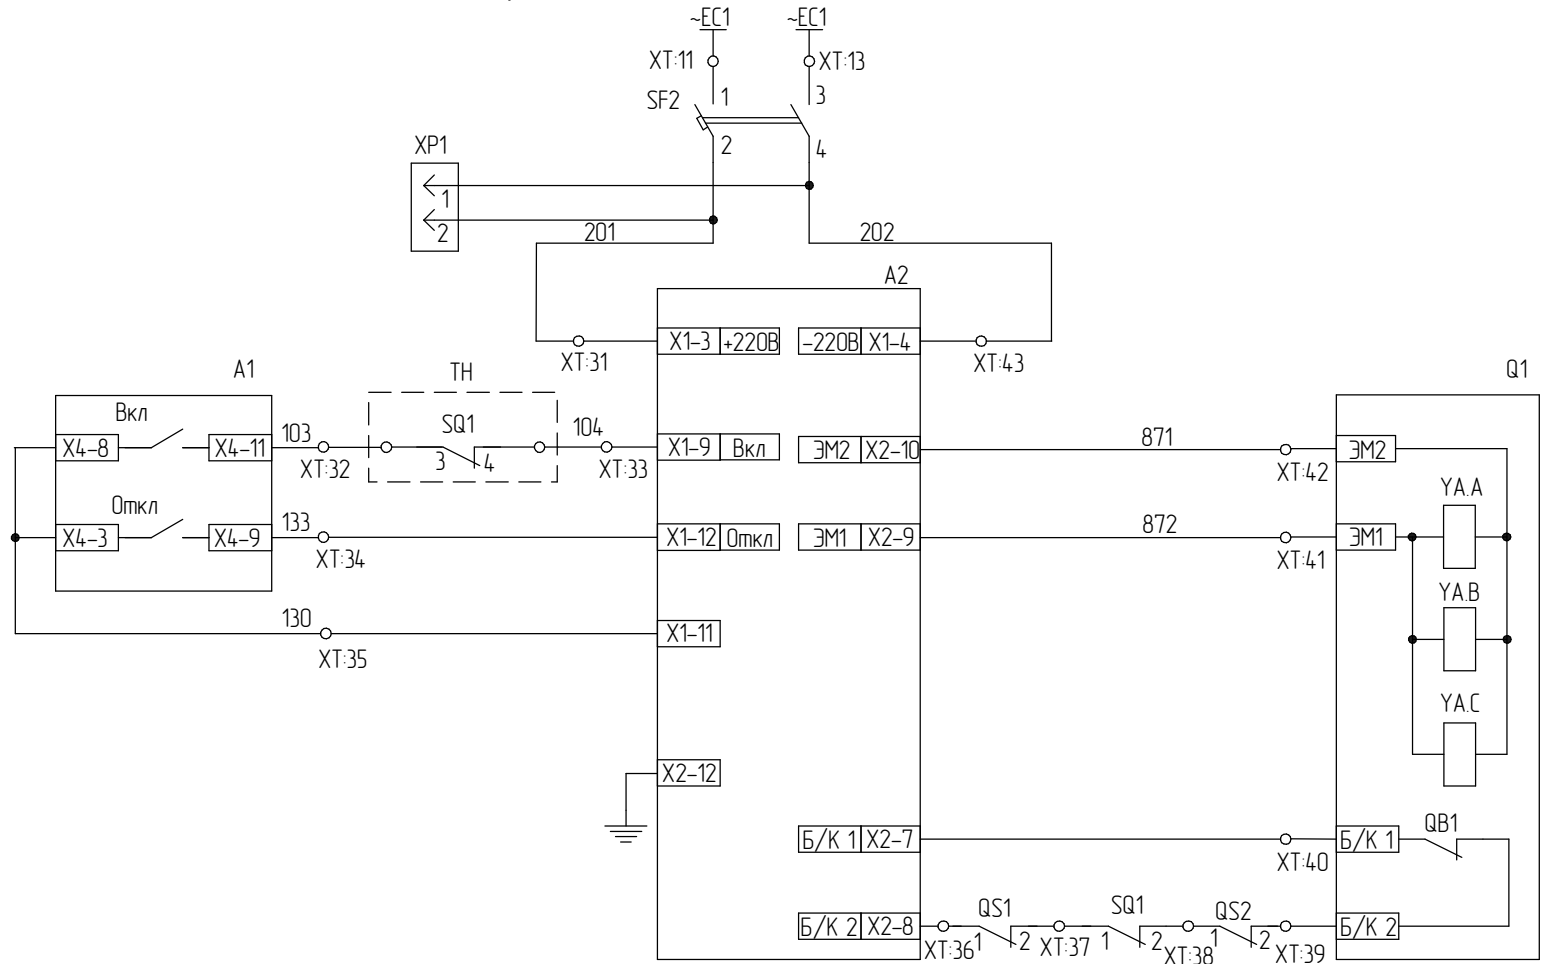 ~ЕС1 ~ЕС1
XT:11 XT:13
SF2 1 3
2 4
XP1
1
2
201 202
A2
X1-3 +220В -220В X1-4
XT:31 XT:43
A1 ТН Q1
Вкл
X4-8 X4-11 103 XT:32 SQ1 3 4 104 XT:33 X1-9 Вкл ЭМ2 X2-10 871 XT:42 ЭМ2
YA.A
Откл
X4-3 X4-9 133 XT:34 X1-12 Откл ЭМ1 X2-9 872 XT:41 ЭМ1
YA.B
130 XT:35 X1-11
YA.C
X2-12
Б/К 1 X2-7 XT:40 Б/К 1 QB1
Б/К 2 X2-8 XT:36 1 QS1 2 XT:37 1 SQ1 2 XT:38 1 QS2 2 XT:39 Б/К 2